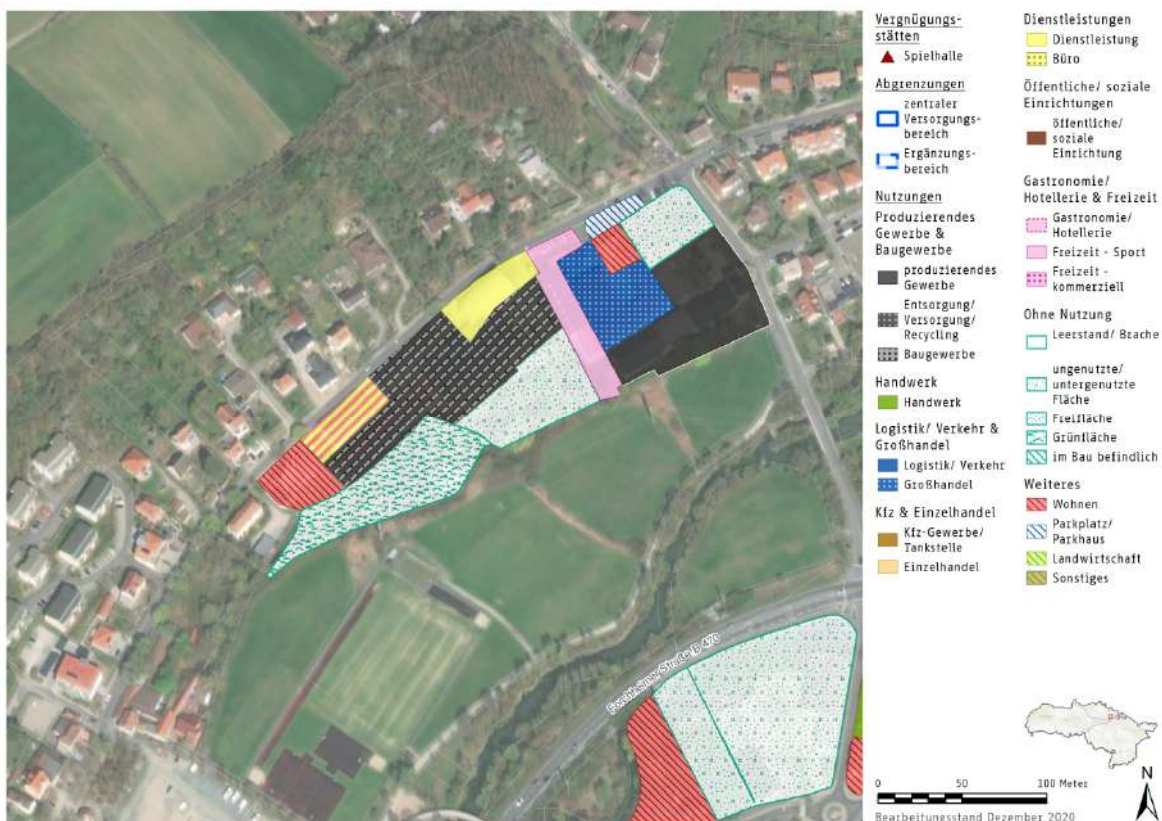 Vergnügungs-
stätten
Spielhalle
Abgrenzungen
zentraler
Versorgungs-
bereich
Ergänzungs-
bereich
Nutzungen
Produzierendes
Gewerbe &
Baugewerbe
produzierendes
Gewerbe
Entsorgung/
Versorgung/
Recycling
Baugewerbe
Handwerk
Handwerk
Logistik/ Verkehr &
Großhandel
Logistik/ Verkehr
Großhandel
Kfz & Einzelhandel
Kfz-Gewerbe/
Tankstelle
Einzelhandel
Dienstleistungen
Dienstleistung
Büro
Öffentliche/ soziale
Einrichtungen
öffentliche/
soziale
Einrichtung
Gastronomie/
Hotellerie & Freizeit
Gastronomie/
Hotellerie
Freizeit - Sport
Freizeit -
kommerziell
Ohne Nutzung
Leerstand/ Brache
ungenutzte/
untergenutzte
Fläche
Freifläche
Grünfläche
im Bau befindlich
Weiteres
Wohnen
Parkplatz/
Parkhaus
Landwirtschaft
Sonstiges
Forchheimer Straße B 470
0 50 100 Meter
N
Bearbeitungsstand Dezember 2020